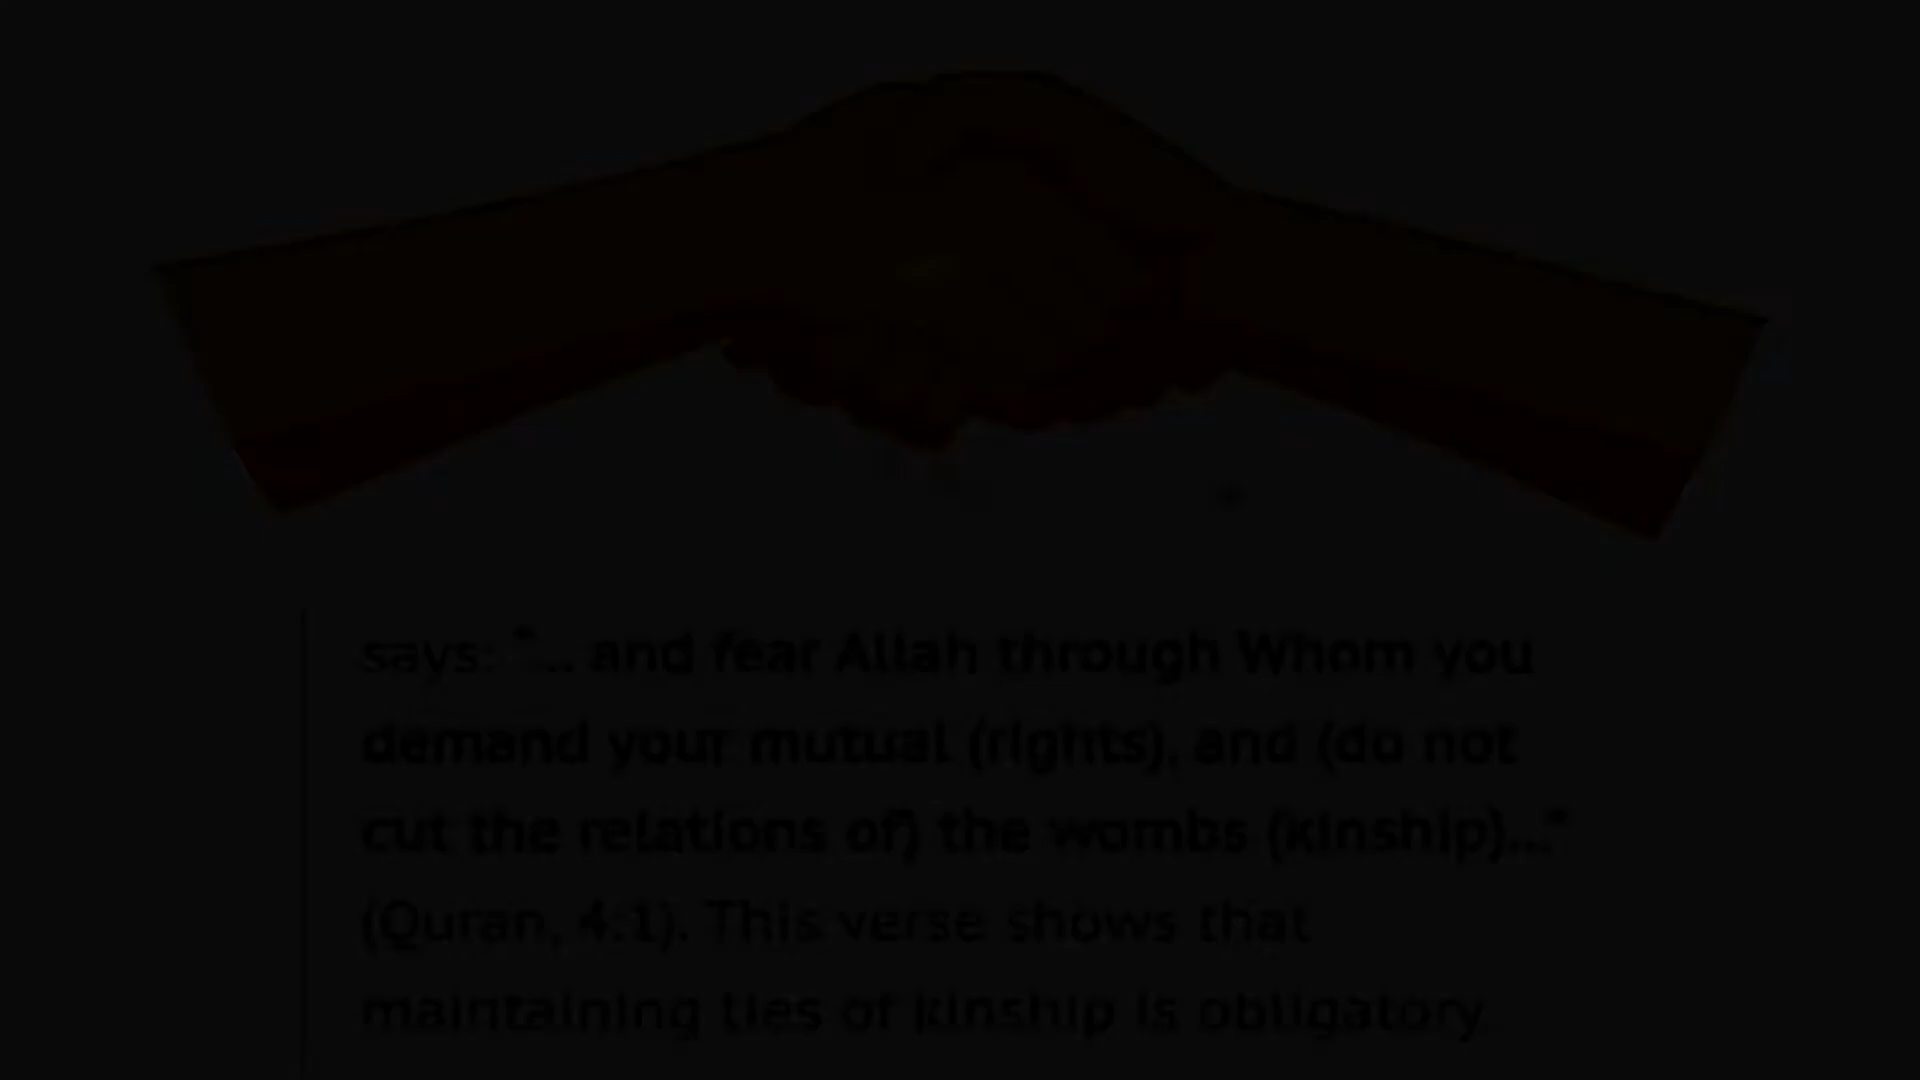 says: "... and fear Allah through Whom you
demand your mutual (rights), and (do not
cut the relations of) the wombs (kinship)..."
(Quran, 4:1). This verse shows that
maintaining ties of kinship is obligatory